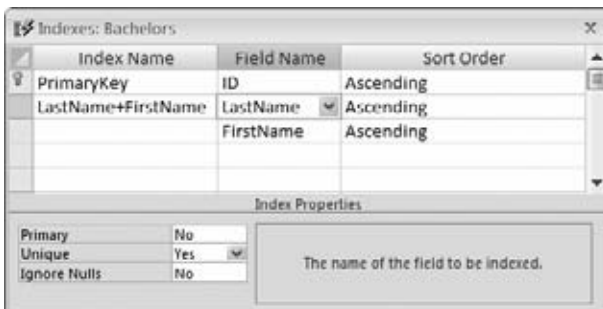 Indexes: Bachelors
Index Name Field Name Sort Order
PrimaryKey ID Ascending
LastName+FirstName LastName Ascending
FirstName Ascending
Index Properties
Primary No
Unique Yes
Ignore Nulls No
The name of the field to be indexed.